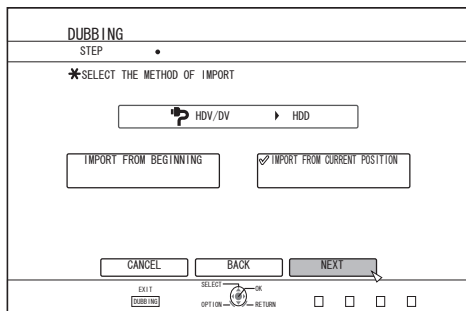 DUBBING
STEP
SELECT THE METHOD OF IMPORT
HDV/DV HDD
IMPORT FROM BEGINNING
IMPORT FROM CURRENT POSITION
CANCEL BACK NEXT
EXIT
DUBBING
SELECT OK
OPTION RETURN